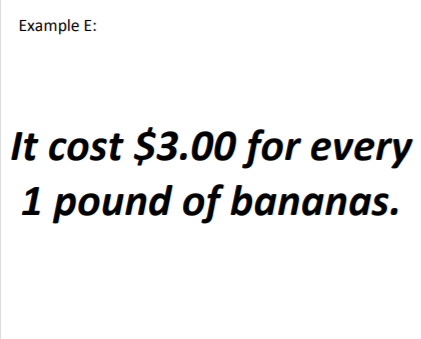 Example E:
It cost $3.00 for every
1 pound of bananas.